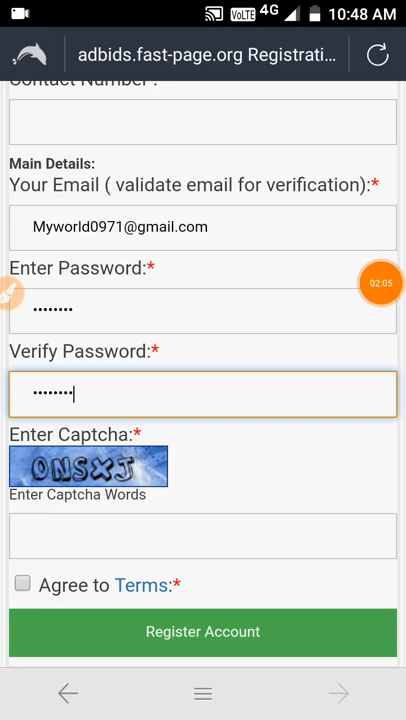 VoLTE 4G 10:48 AM
adbids.fast-page.org Registrati...
Contact Number :
Main Details:
Your Email ( validate email for verification):*
Myworld0971@gmail.com
02:05
Enter Password:*
••••••••
Verify Password:*
••••••••
Enter Captcha:*
Enter Captcha Words
Agree to Terms:*
Register Account